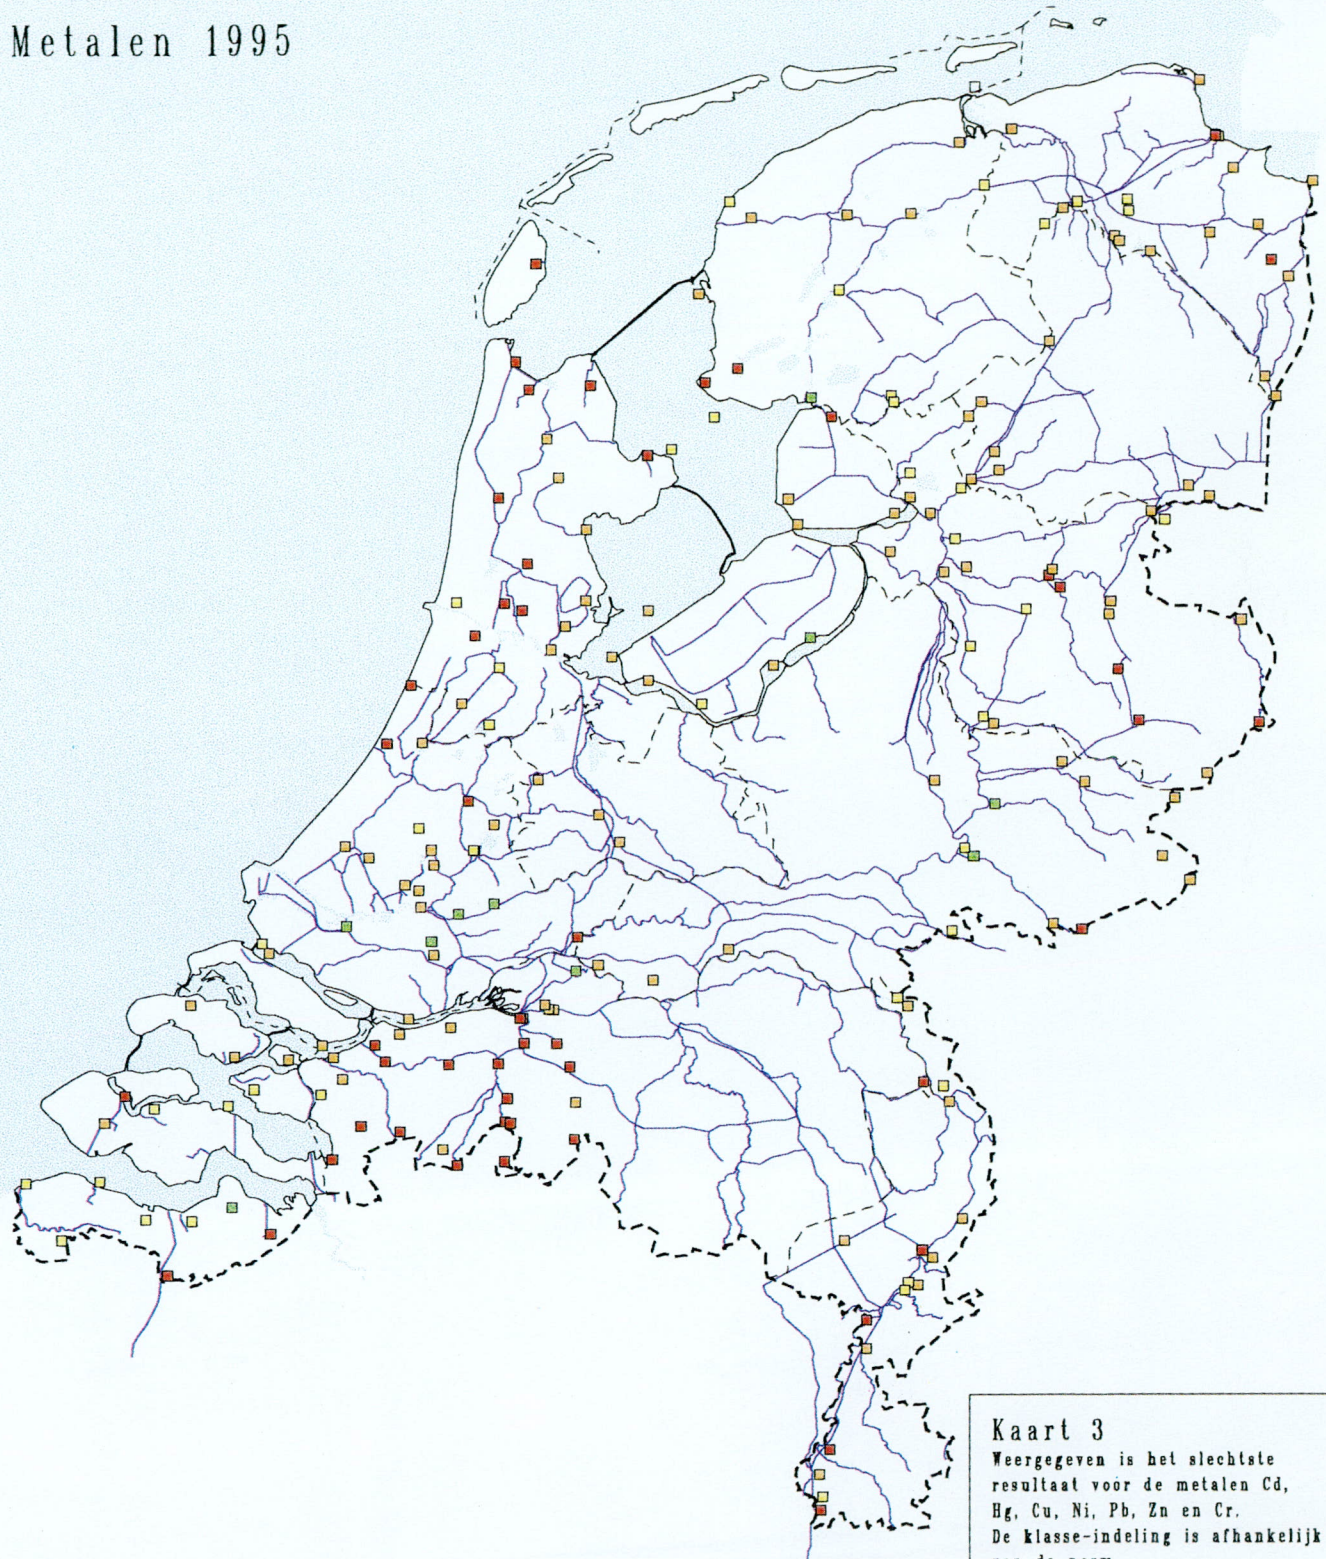 Metalen 1995
Kaart 3
Weergegeven is het slechtste
resultaat voor de metalen Cd,
Hg, Cu, Ni, Pb, Zn en Cr.
De klasse-indeling is afhankelijk